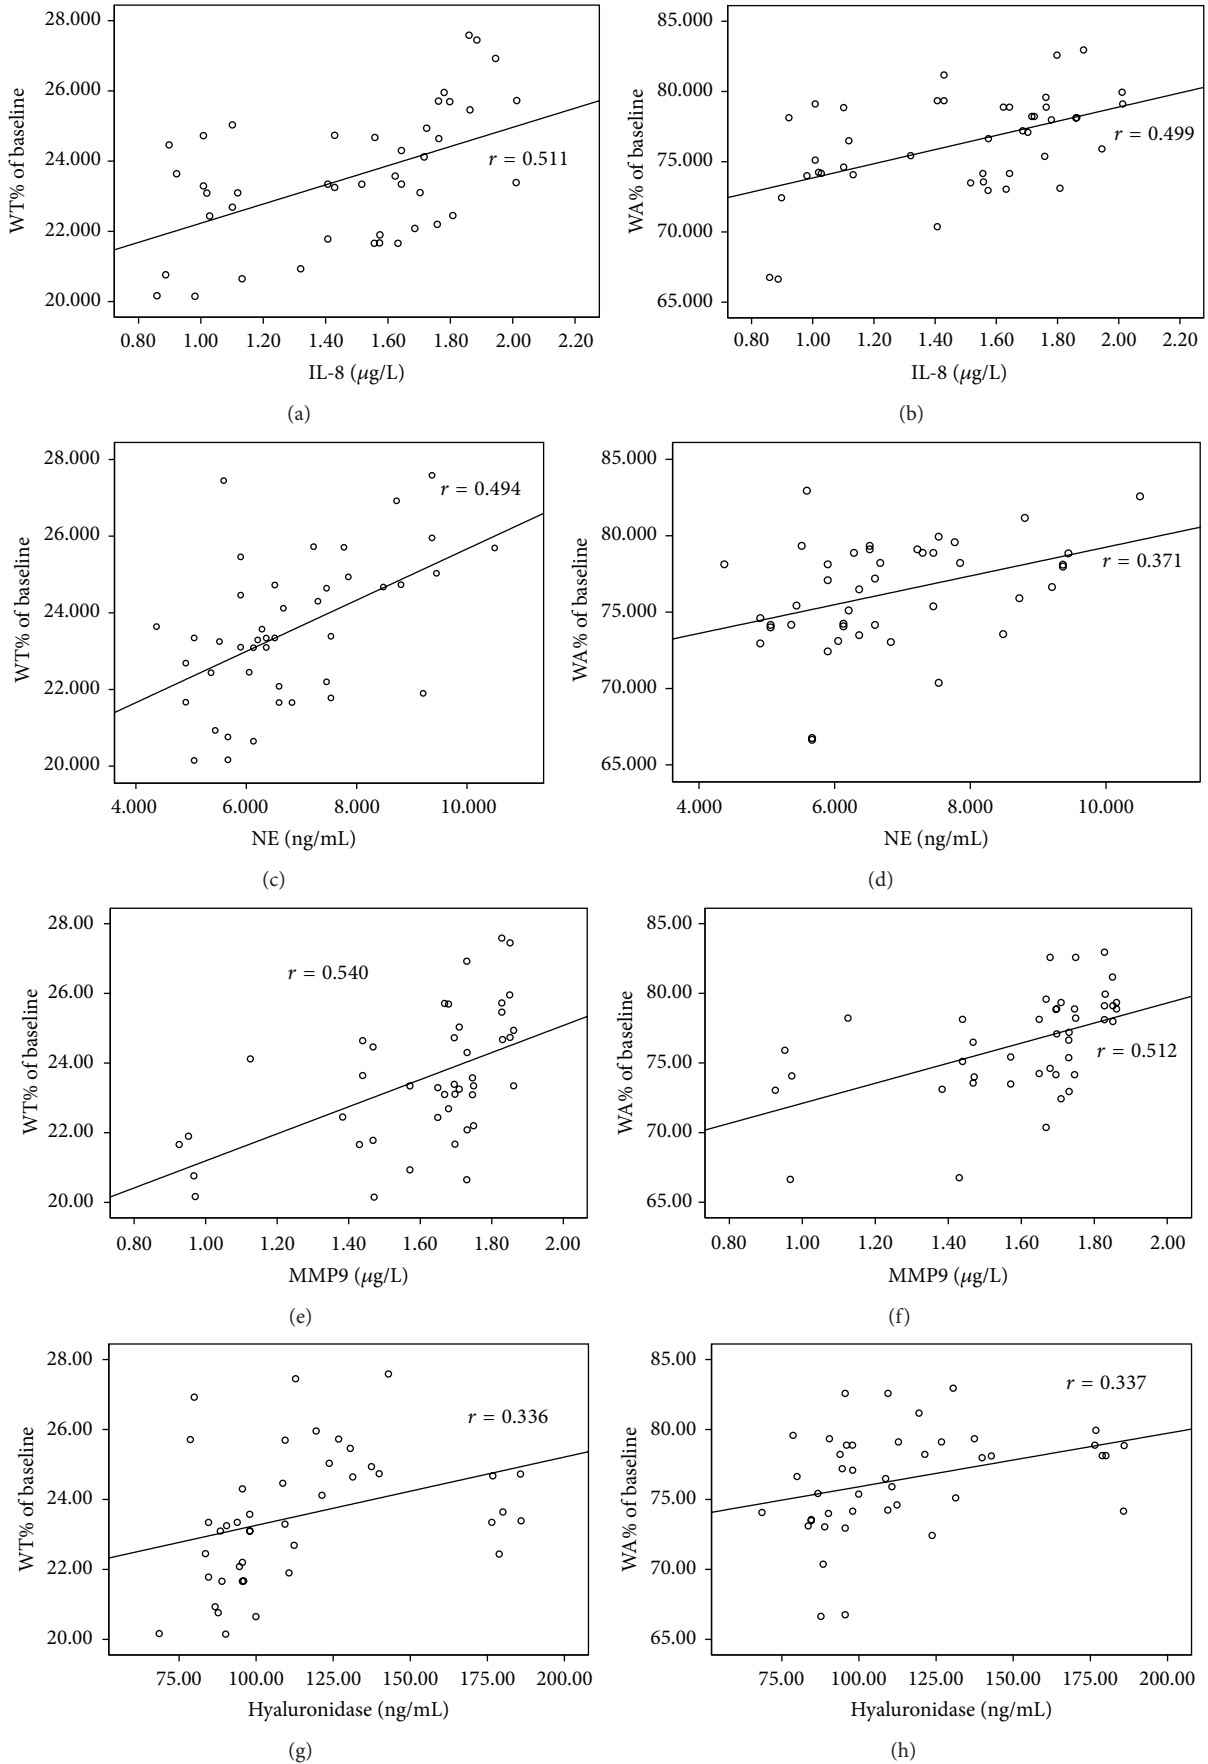 28.000
26.000
24.000
22.000
20.000
WT% of baseline
r = 0.511
0.80 1.00 1.20 1.40 1.60 1.80 2.00 2.20
IL-8 (μg/L)
(a)
85.000
80.000
75.000
70.000
65.000
WA% of baseline
r = 0.499
0.80 1.00 1.20 1.40 1.60 1.80 2.00 2.20
IL-8 (μg/L)
(b)
28.000
26.000
24.000
22.000
20.000
WT% of baseline
r = 0.494
4.000 6.000 8.000 10.000
NE (ng/mL)
(c)
85.000
80.000
75.000
70.000
65.000
WA% of baseline
r = 0.371
4.000 6.000 8.000 10.000
NE (ng/mL)
(d)
28.00
26.00
24.00
22.00
20.00
WT% of baseline
r = 0.540
0.80 1.00 1.20 1.40 1.60 1.80 2.00
MMP9 (μg/L)
(e)
85.00
80.00
75.00
70.00
65.00
WA% of baseline
r = 0.512
0.80 1.00 1.20 1.40 1.60 1.80 2.00
MMP9 (μg/L)
(f)
28.00
26.00
24.00
22.00
20.00
WT% of baseline
r = 0.336
75.00 100.00 125.00 150.00 175.00 200.00
Hyaluronidase (ng/mL)
(g)
85.00
80.00
75.00
70.00
65.00
WA% of baseline
r = 0.337
75.00 100.00 125.00 150.00 175.00 200.00
Hyaluronidase (ng/mL)
(h)